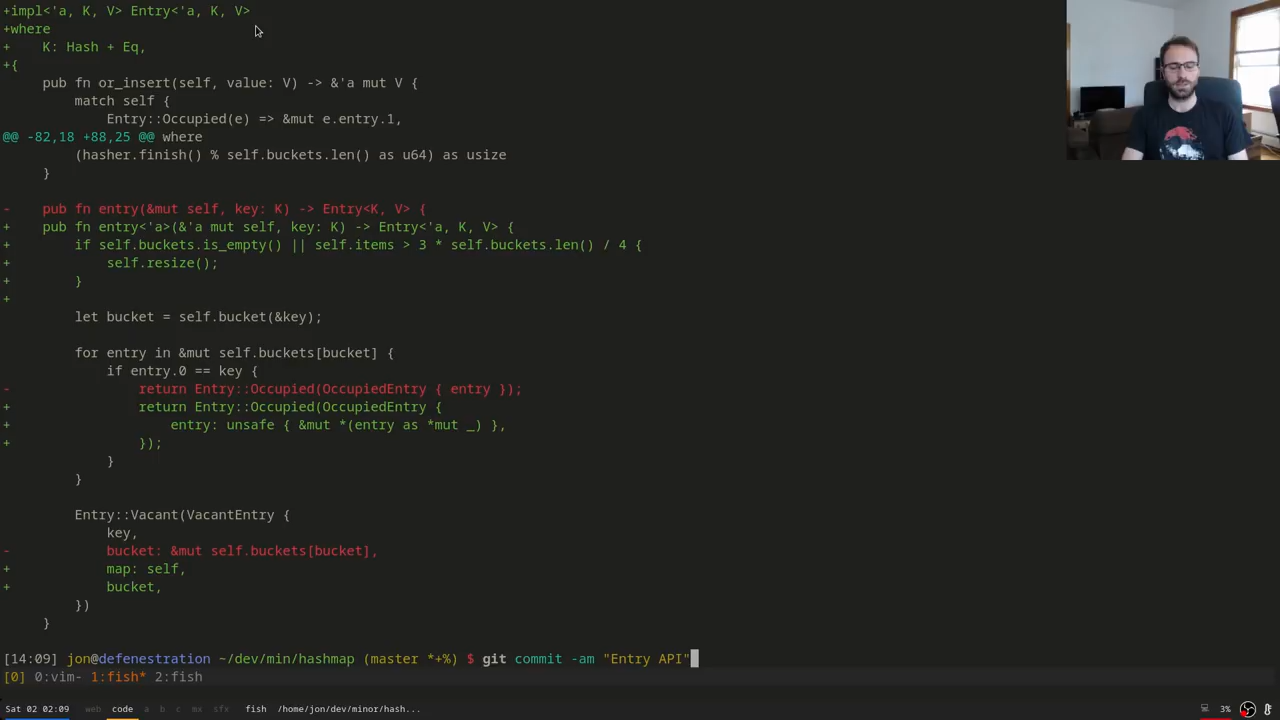 +impl<'a, K, V> Entry<'a, K, V>
+where
+    K: Hash + Eq,
+{
     pub fn or_insert(self, value: V) -> &'a mut V {
         match self {
             Entry::Occupied(e) => &mut e.entry.1,
@@ -82,18 +88,25 @@ where
         (hasher.finish() % self.buckets.len() as u64) as usize
     }
-    pub fn entry(&mut self, key: K) -> Entry<K, V> {
+    pub fn entry<'a>(&'a mut self, key: K) -> Entry<'a, K, V> {
+        if self.buckets.is_empty() || self.items > 3 * self.buckets.len() / 4 {
+            self.resize();
+        }
+
         let bucket = self.bucket(&key);
         for entry in &mut self.buckets[bucket] {
             if entry.0 == key {
-                return Entry::Occupied(OccupiedEntry { entry });
+                return Entry::Occupied(OccupiedEntry {
+                    entry: unsafe { &mut *(entry as *mut _) },
+                });
             }
         }
         Entry::Vacant(VacantEntry {
             key,
-            bucket: &mut self.buckets[bucket],
+            map: self,
+            bucket,
         })
     }
[14:09] jon@defenestration ~/dev/min/hashmap (master *+%) $ git commit -am "Entry API"
[0] 0:vim- 1:fish* 2:fish
Sat 02 02:09 web code a b c ms sfx fish /home/jon/dev/minor/hash... 3%